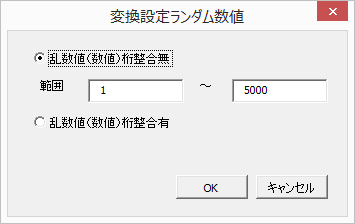 変換設定ランダム数値
乱数値(数値)桁整合無
範囲 1 ～ 5000
乱数値(数値)桁整合有
OK キャンセル